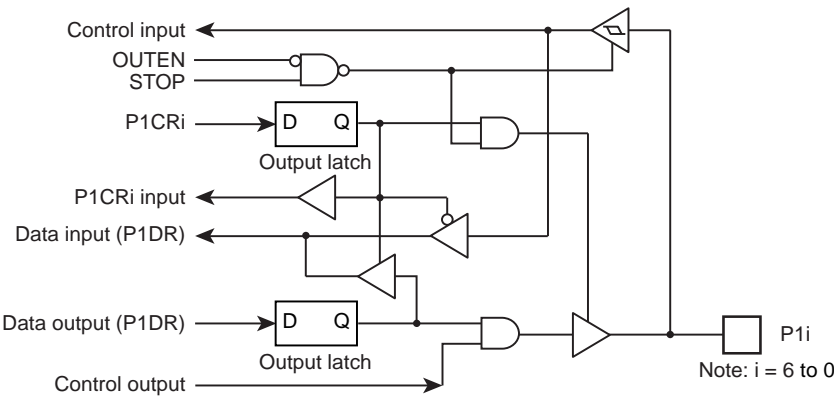 Control input
OUTEN
STOP
P1CRi
D Q
Output latch
P1CRi input
Data input (P1DR)
Data output (P1DR)
D Q
Output latch
P1i
Note: i = 6 to 0
Control output